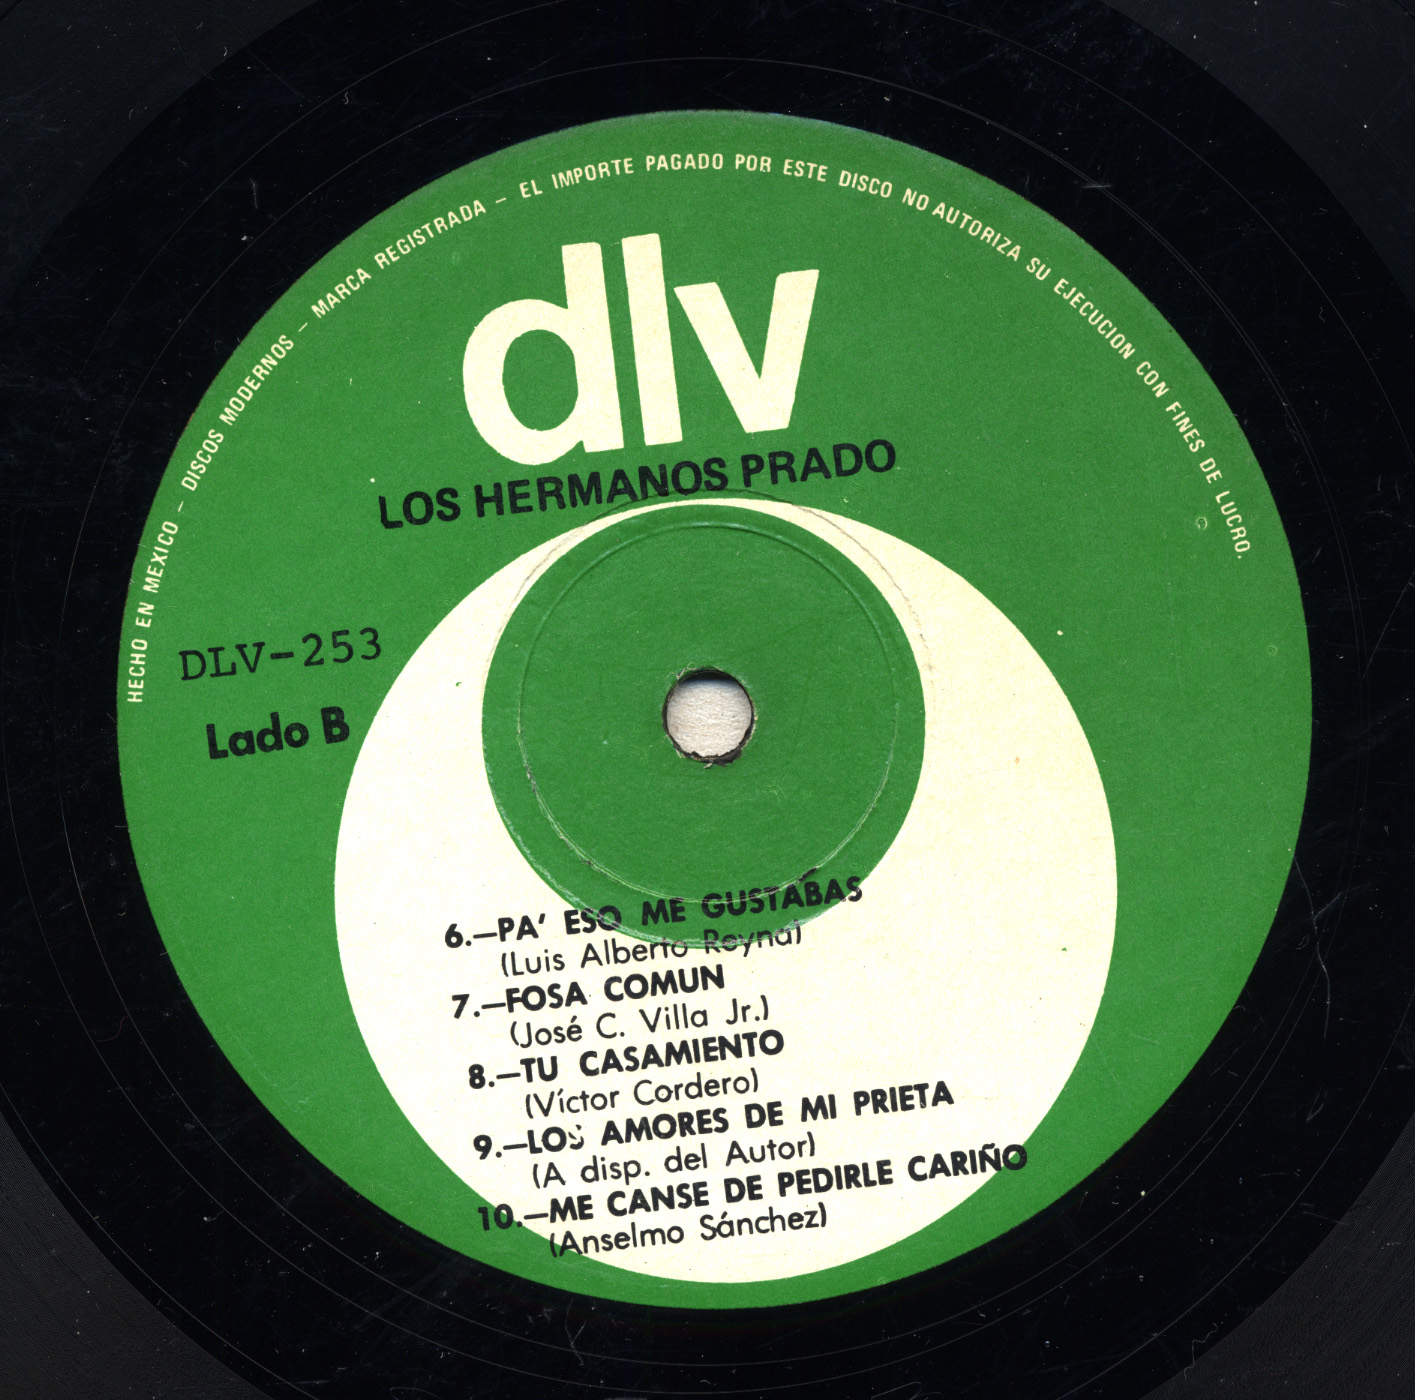 HECHO EN MEXICO – DISCOS MODERNOS – MARCA REGISTRADA – EL IMPORTE PAGADO POR ESTE DISCO NO AUTORIZA SU EJECUCION CON FINES DE LUCRO.
dlv
LOS HERMANOS PRADO
DLV-253
Lado B
6.—PA' ESO ME GUSTABAS
(Luis Alberto Reyna)
7.—FOSA COMUN
(José C. Villa Jr.)
8.—TU CASAMIENTO
(Víctor Cordero)
9.—LOS AMORES DE MI PRIETA
(A disp. del Autor)
10.—ME CANSE DE PEDIRLE CARIÑO
(Anselmo Sánchez)